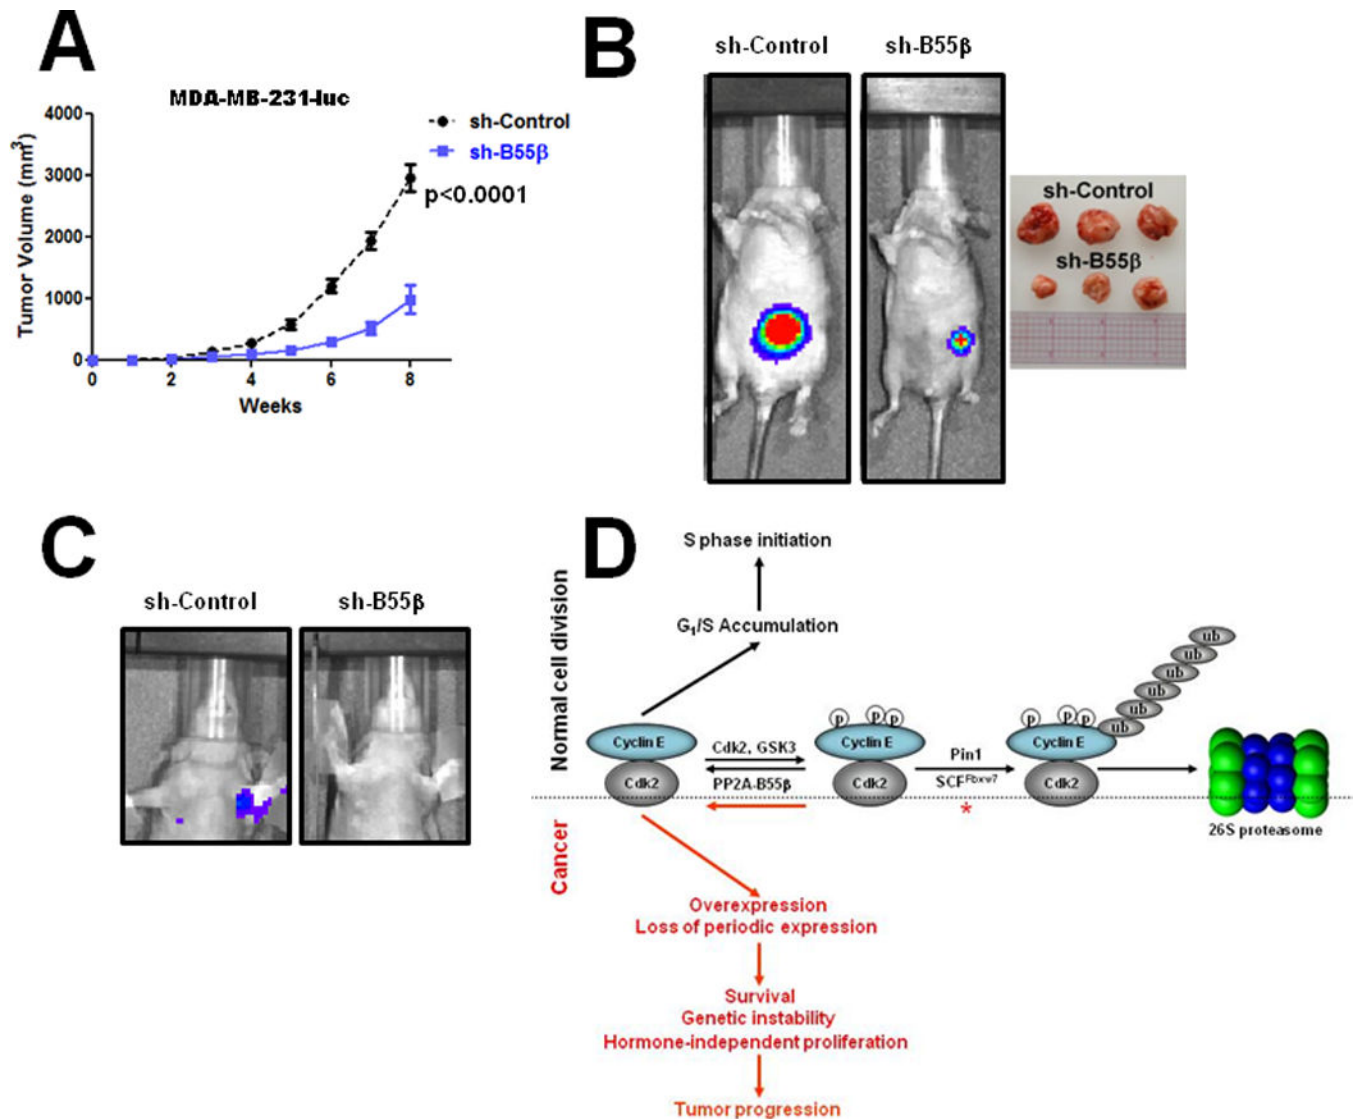 A
MDA-MB-231-luc
4000
3000
2000
1000
0
Tumor Volume (mm³)
0 2 4 6 8
Weeks
sh-Control
sh-B55β
p<0.0001
B
sh-Control sh-B55β
sh-Control
sh-B55β
C
sh-Control sh-B55β
D
Normal cell division
Cancer
S phase initiation
G₁/S Accumulation
Cyclin E
Cdk2
Cdk2, GSK3
PP2A-B55β
P P P
Cyclin E
Cdk2
Pin1
SCF^Fbxw7
*
P P P
Cyclin E
Cdk2
ub
ub
ub
ub
ub
ub
26S proteasome
Overexpression
Loss of periodic expression
Survival
Genetic instability
Hormone-independent proliferation
Tumor progression